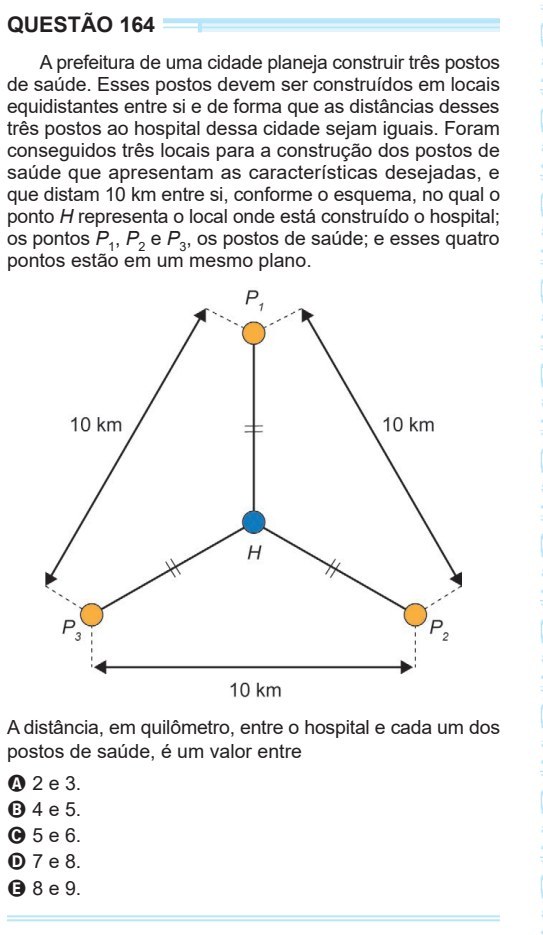 QUESTÃO 164
A prefeitura de uma cidade planeja construir três postos
de saúde. Esses postos devem ser construídos em locais
equidistantes entre si e de forma que as distâncias desses
três postos ao hospital dessa cidade sejam iguais. Foram
conseguidos três locais para a construção dos postos de
saúde que apresentam as características desejadas, e
que distam 10 km entre si, conforme o esquema, no qual o
ponto H representa o local onde está construído o hospital;
os pontos P₁, P₂ e P₃, os postos de saúde; e esses quatro
pontos estão em um mesmo plano.
P₁
10 km
10 km
H
P₃
P₂
10 km
A distância, em quilômetro, entre o hospital e cada um dos
postos de saúde, é um valor entre
A 2 e 3.
B 4 e 5.
C 5 e 6.
D 7 e 8.
E 8 e 9.